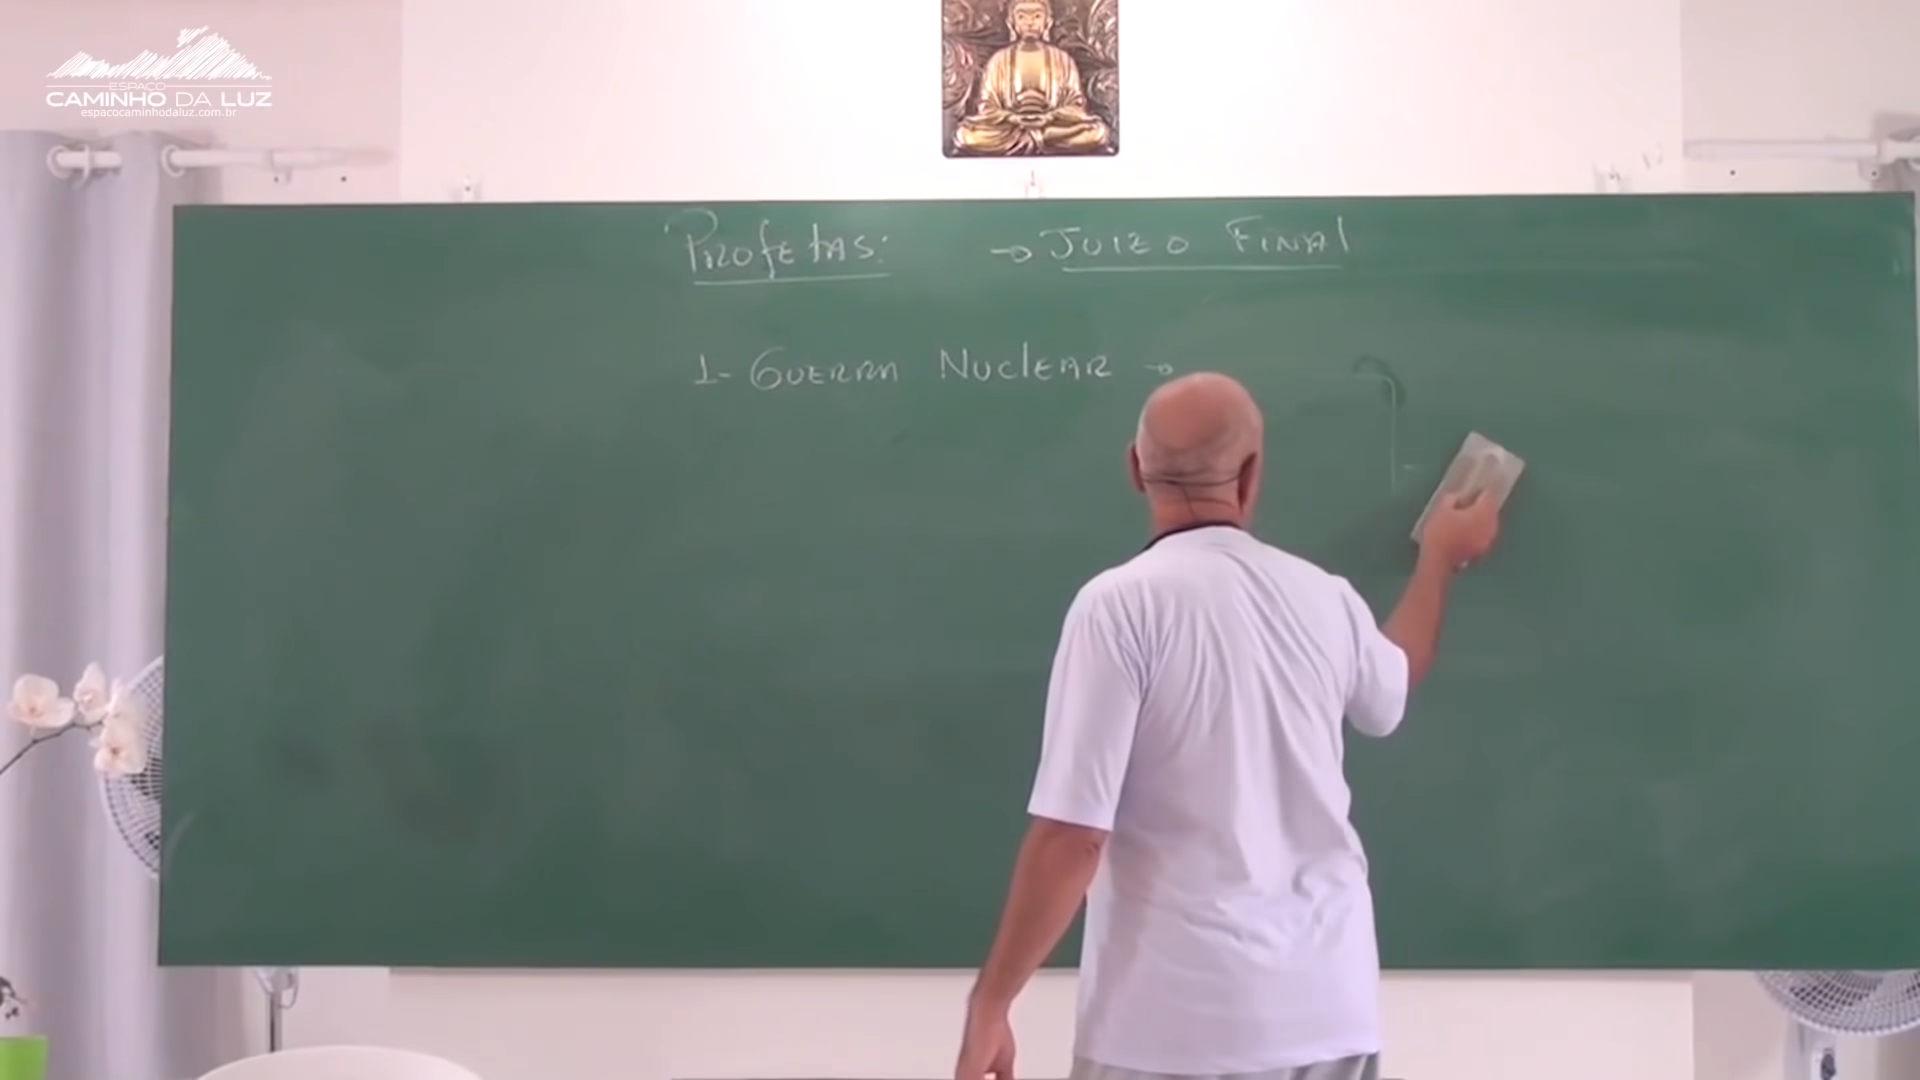 ESPAÇO
CAMINHO DA LUZ
espacocaminhodaluz.com.br
Profetas: → Juizo Final
1- Guerra Nuclear →